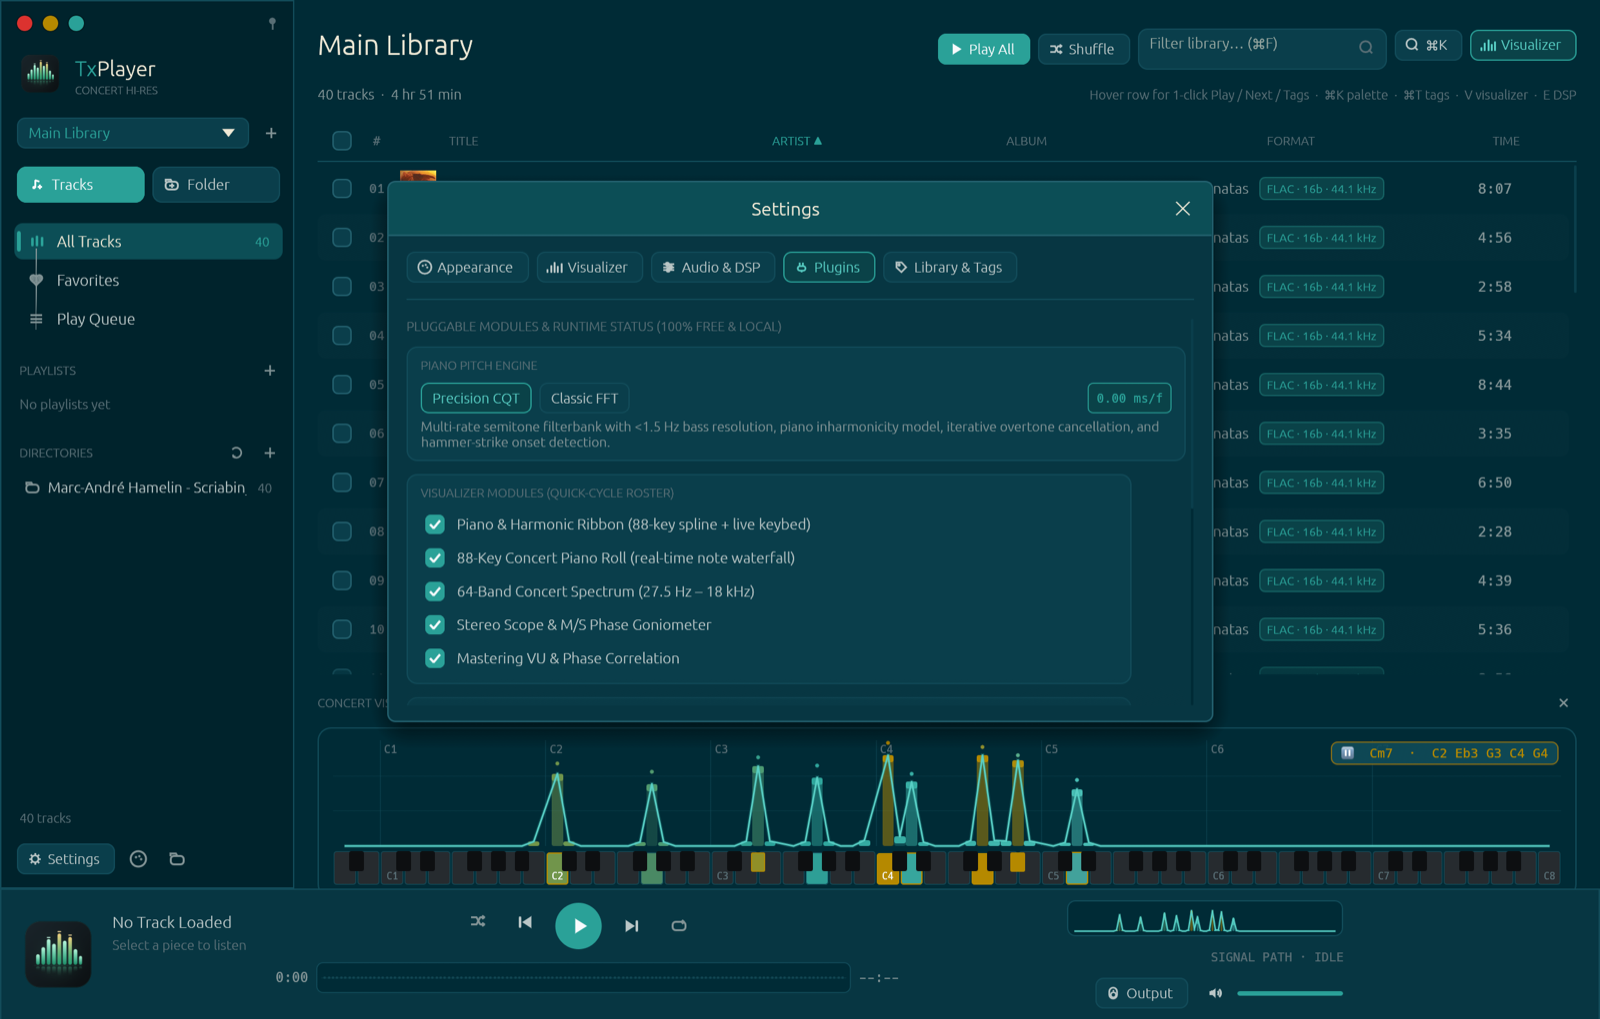 TxPlayer
CONCERT HI-RES
Main Library
Tracks
Folder
All Tracks 40
Favorites
Play Queue
PLAYLISTS
No playlists yet
DIRECTORIES
Marc-André Hamelin - Scriabin 40
40 tracks
Settings
Main Library
Play All
Shuffle
Filter library... (⌘F)
⌘K
Visualizer
40 tracks · 4 hr 51 min
Hover row for 1-click Play / Next / Tags · ⌘K palette · ⌘T tags · V visualizer · E DSP
# TITLE ARTIST ▲ ALBUM FORMAT TIME
01 natas FLAC · 16b · 44.1 kHz 8:07
02 natas FLAC · 16b · 44.1 kHz 4:56
03 natas FLAC · 16b · 44.1 kHz 2:58
04 natas FLAC · 16b · 44.1 kHz 5:34
05 natas FLAC · 16b · 44.1 kHz 8:44
06 natas FLAC · 16b · 44.1 kHz 3:35
07 natas FLAC · 16b · 44.1 kHz 6:50
08 natas FLAC · 16b · 44.1 kHz 2:28
09 natas FLAC · 16b · 44.1 kHz 4:39
10 natas FLAC · 16b · 44.1 kHz 5:36
Settings
Appearance
Visualizer
Audio & DSP
Plugins
Library & Tags
PLUGGABLE MODULES & RUNTIME STATUS (100% FREE & LOCAL)
PIANO PITCH ENGINE
Precision CQT
Classic FFT
0.00 ms/f
Multi-rate semitone filterbank with <1.5 Hz bass resolution, piano inharmonicity model, iterative overtone cancellation, and
hammer-strike onset detection.
VISUALIZER MODULES (QUICK-CYCLE ROSTER)
Piano & Harmonic Ribbon (88-key spline + live keybed)
88-Key Concert Piano Roll (real-time note waterfall)
64-Band Concert Spectrum (27.5 Hz – 18 kHz)
Stereo Scope & M/S Phase Goniometer
Mastering VU & Phase Correlation
CONCERT VI
C1 C2 C3 C4 C5 C6
Cm7 · C2 Eb3 G3 C4 G4
C1 C2 C3 C4 C5 C6 C7 C8
No Track Loaded
Select a piece to listen
0:00
--:--
SIGNAL PATH · IDLE
Output